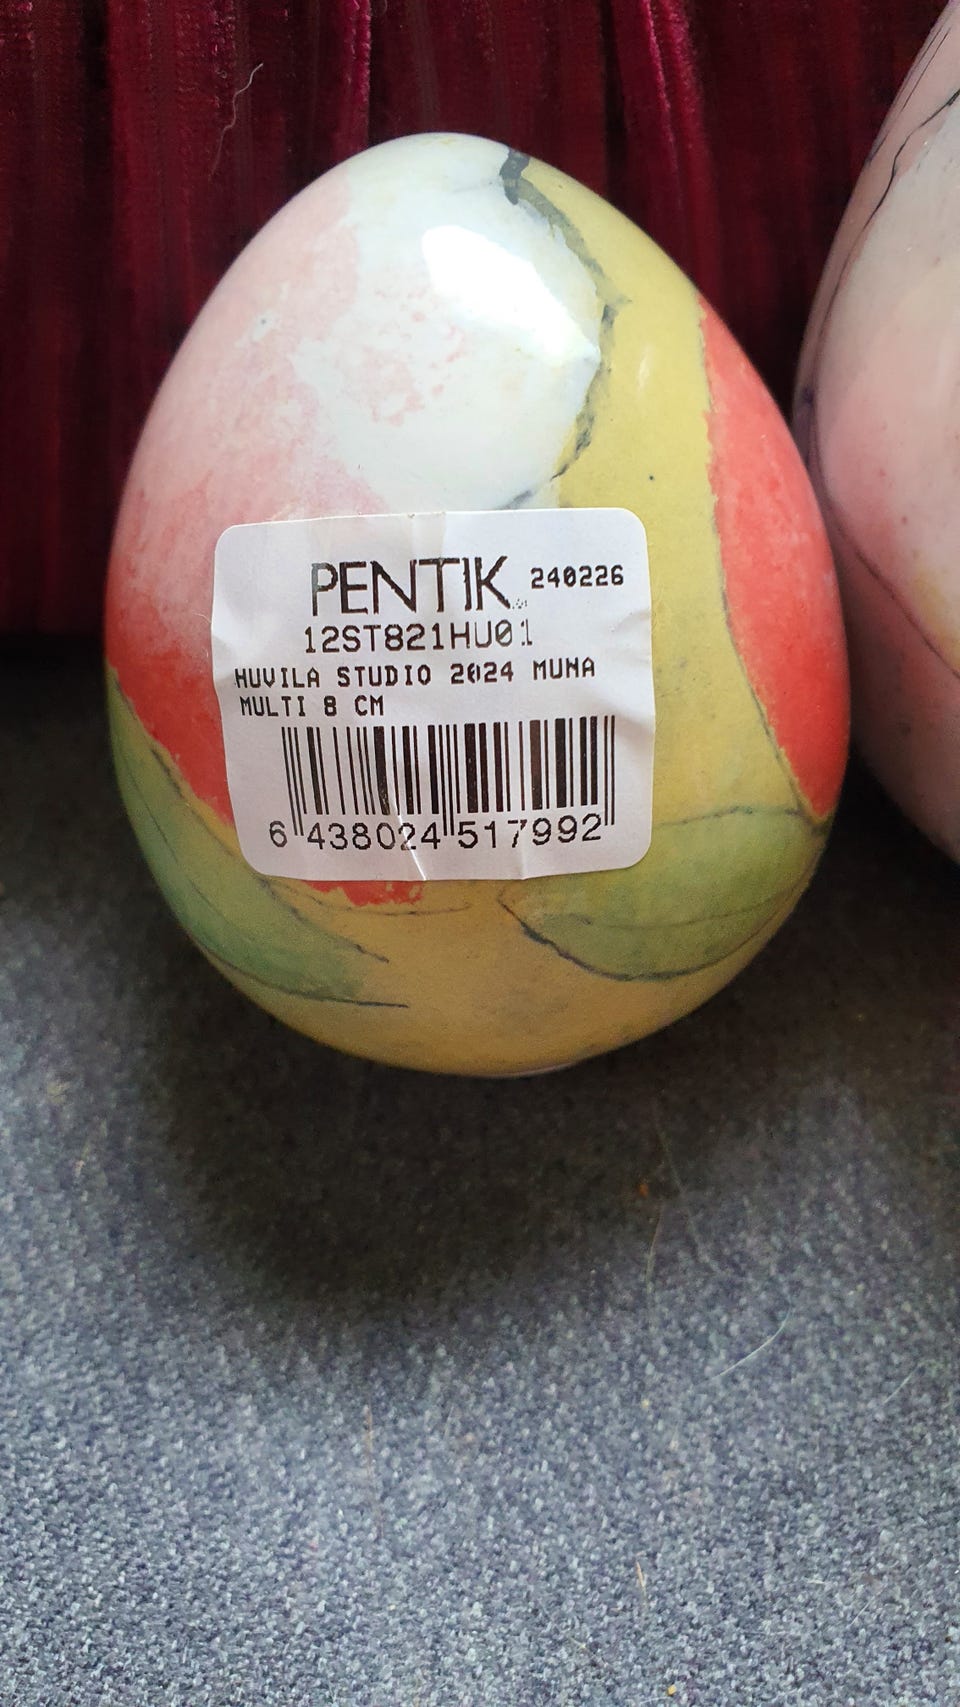 PENTIK 240226
12ST821HU01
HUVILA STUDIO 2024 MUNA
MULTI 8 CM
6 438024 517992